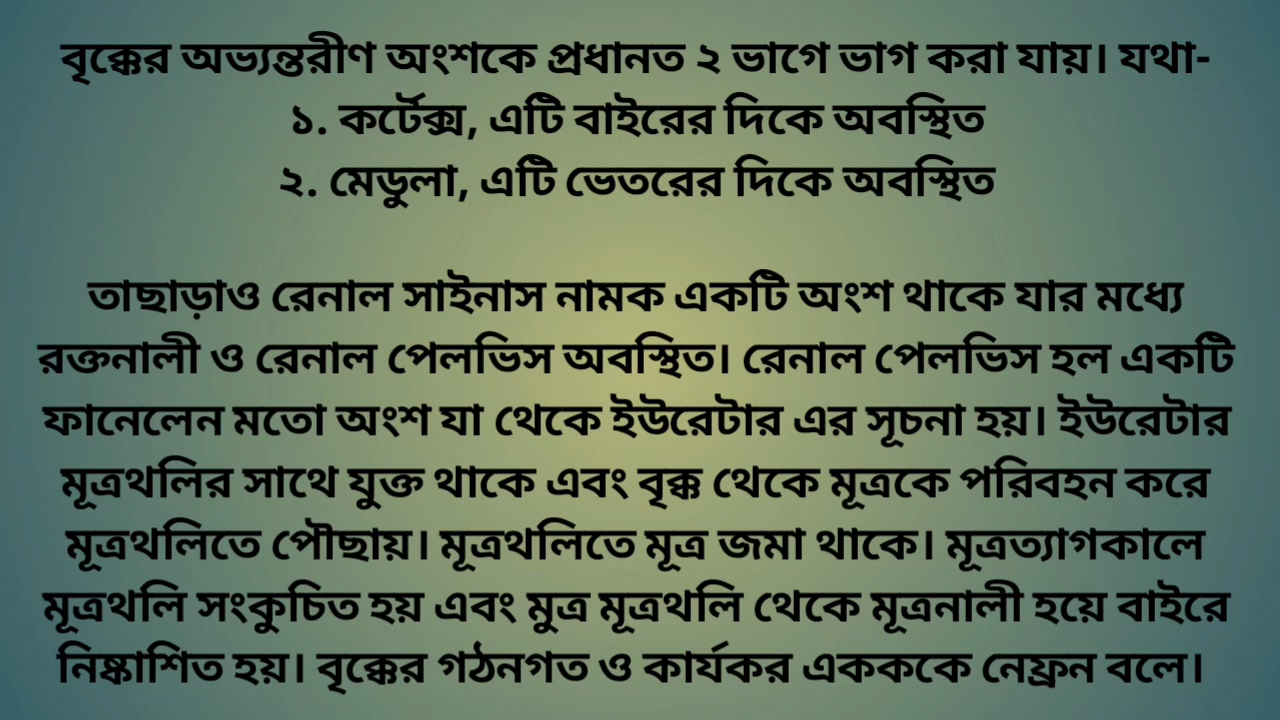 বৃক্কের অভ্যন্তরীণ অংশকে প্রধানত ২ ভাগে ভাগ করা যায়। যথা-
১. কর্টেক্স, এটি বাইরের দিকে অবস্থিত
২. মেডুলা, এটি ভেতরের দিকে অবস্থিত
তাছাড়াও রেনাল সাইনাস নামক একটি অংশ থাকে যার মধ্যে
রক্তনালী ও রেনাল পেলভিস অবস্থিত। রেনাল পেলভিস হল একটি
ফানেলেন মতো অংশ যা থেকে ইউরেটার এর সূচনা হয়। ইউরেটার
মূত্রথলির সাথে যুক্ত থাকে এবং বৃক্ক থেকে মূত্রকে পরিবহন করে
মূত্রথলিতে পৌছায়। মূত্রথলিতে মূত্র জমা থাকে। মূত্রত্যাগকালে
মূত্রথলি সংকুচিত হয় এবং মুত্র মূত্রথলি থেকে মূত্রনালী হয়ে বাইরে
নিষ্কাশিত হয়। বৃক্কের গঠনগত ও কার্যকর একককে নেফ্রন বলে।